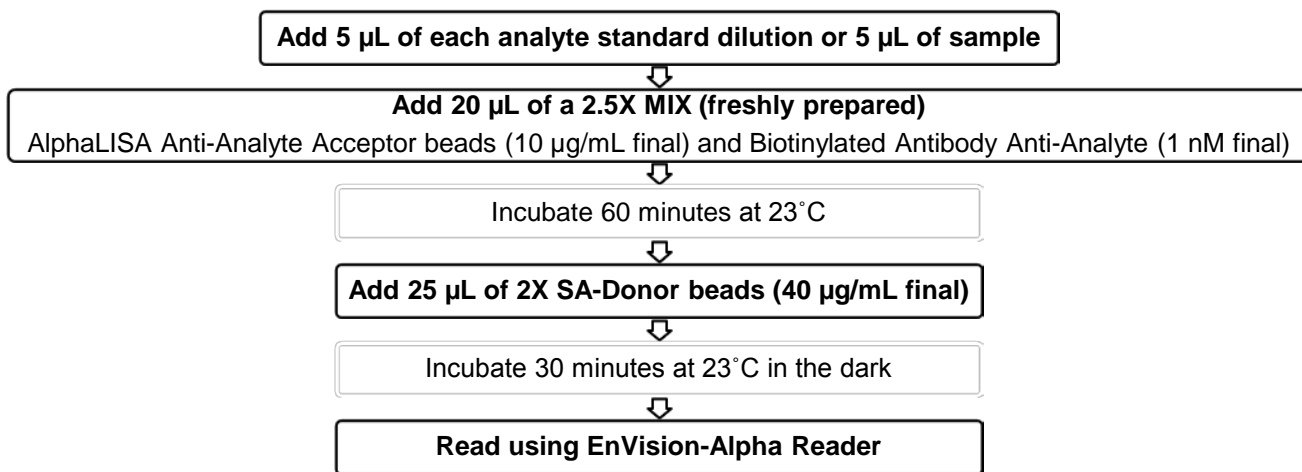 Add 5 µL of each analyte standard dilution or 5 µL of sample
Add 20 µL of a 2.5X MIX (freshly prepared)
AlphaLISA Anti-Analyte Acceptor beads (10 µg/mL final) and Biotinylated Antibody Anti-Analyte (1 nM final)
Incubate 60 minutes at 23˚C
Add 25 µL of 2X SA-Donor beads (40 µg/mL final)
Incubate 30 minutes at 23˚C in the dark
Read using EnVision-Alpha Reader